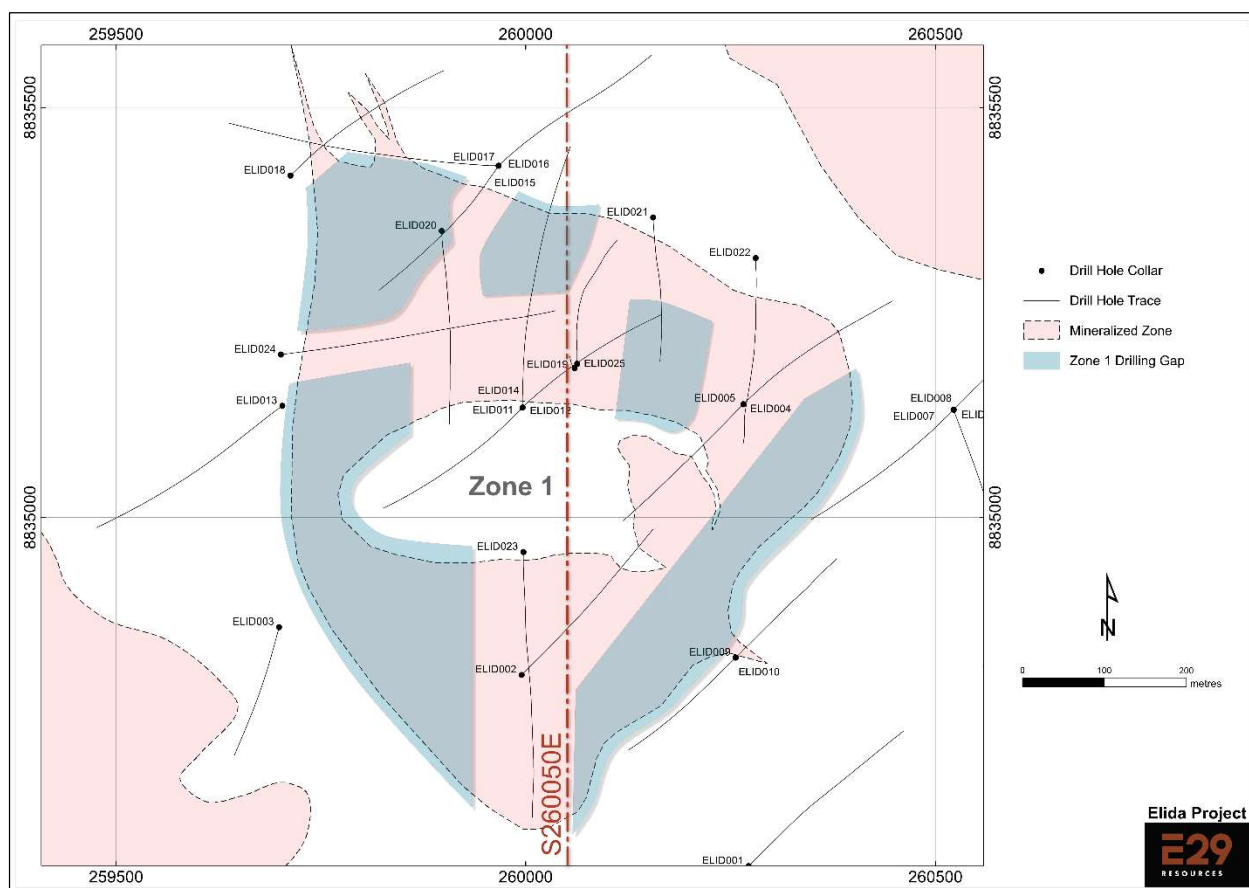 259500
260000
260500
8835500
8835500
ELID017
ELID016
ELID018
ELID015
ELID021
ELID020
ELID022
Drill Hole Collar
Drill Hole Trace
Mineralized Zone
Zone 1 Drilling Gap
ELID024
ELID019
ELID025
ELID014
ELID013
ELID011
ELID012
ELID005
ELID004
ELID008
ELID007
ELID
Zone 1
8835000
8835000
ELID023
ELID003
ELID002
ELID009
ELID010
N
0 100 200
metres
S260050E
ELID001
259500
260000
260500
Elida Project
E29
RESOURCES